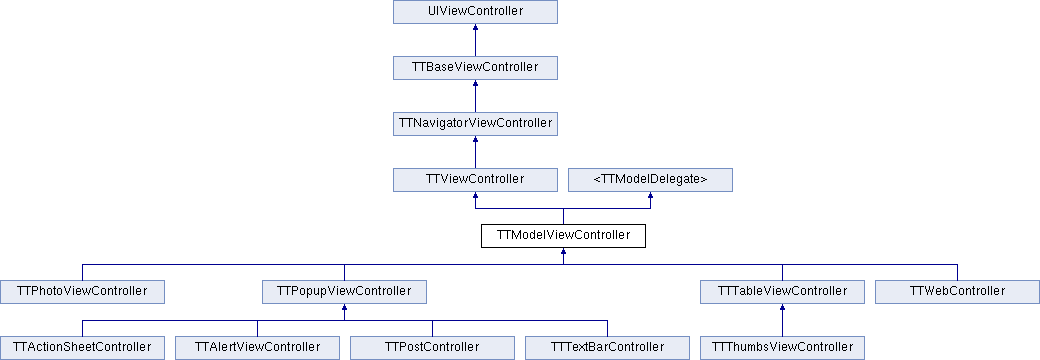 UIViewController
TTBaseViewController
TTNavigatorViewController
TTViewController
<TTModelDelegate>
TTModelViewController
TTPhotoViewController
TTPopupViewController
TTTableViewController
TTWebController
TTActionSheetController
TTAlertViewController
TTPostController
TTTextBarController
TTThumbsViewController